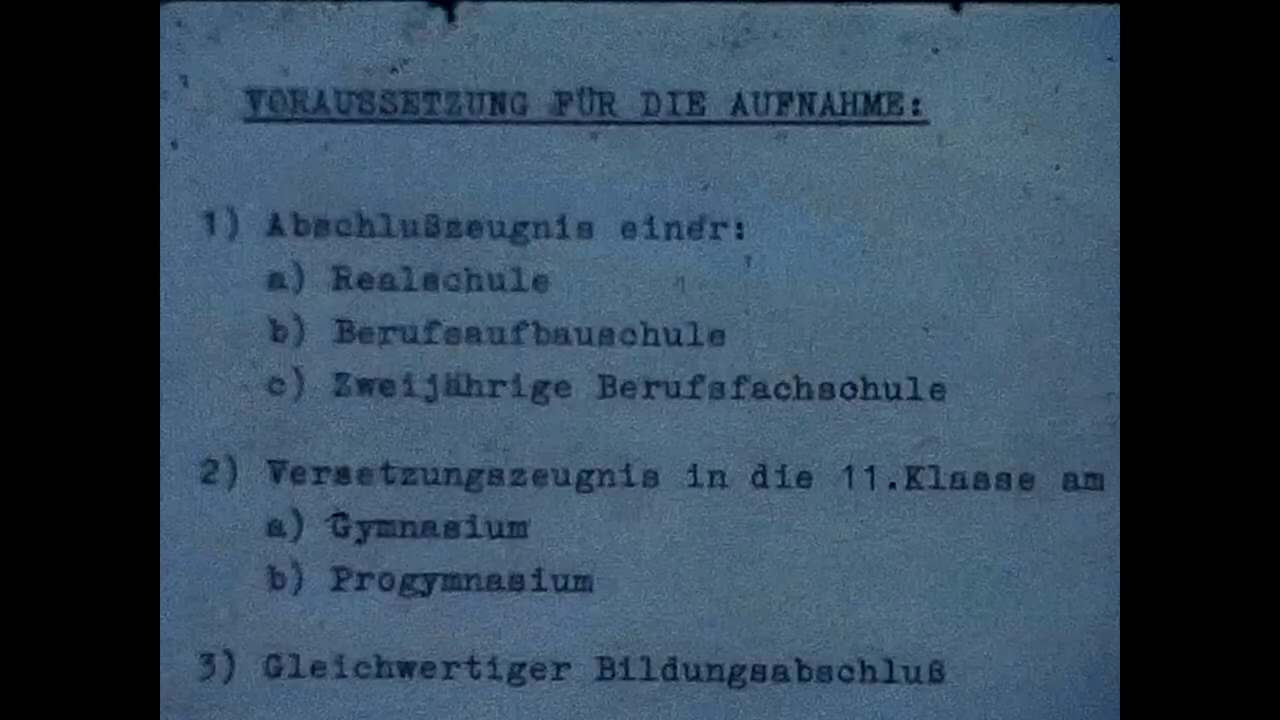 VORAUSSETZUNG FÜR DIE AUFNAHME:
1) Abschlußzeugnis einer:
a) Realschule
b) Berufsaufbauschule
c) Zweijährige Berufsfachschule
2) Versetzungszeugnis in die 11.Klasse am
a) Gymnasium
b) Progymnasium
3) Gleichwertiger Bildungsabschluß